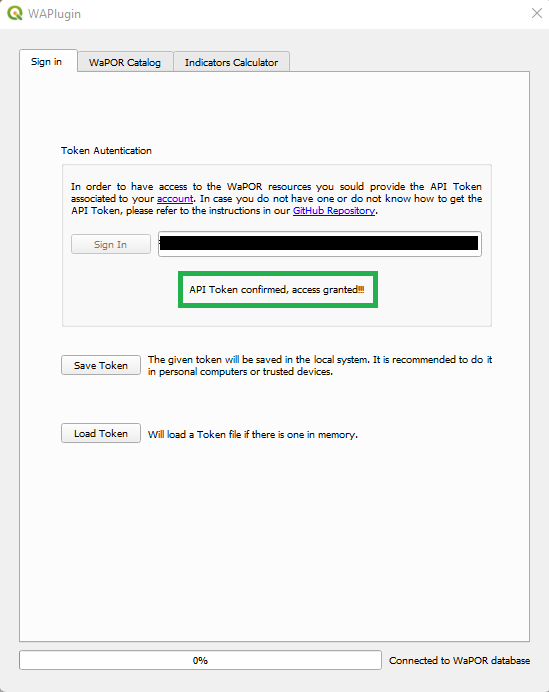 WAPlugin
Sign in
WaPOR Catalog
Indicators Calculator
Token Autentication
In order to have access to the WaPOR resources you sould provide the API Token
associated to your account. In case you do not have one or do not know how to get the
API Token, please refer to the instructions in our GitHub Repository.
Sign In
API Token confirmed, access granted!!!
Save Token
The given token will be saved in the local system. It is recommended to do it
in personal computers or trusted devices.
Load Token
Will load a Token file if there is one in memory.
0%
Connected to WaPOR database